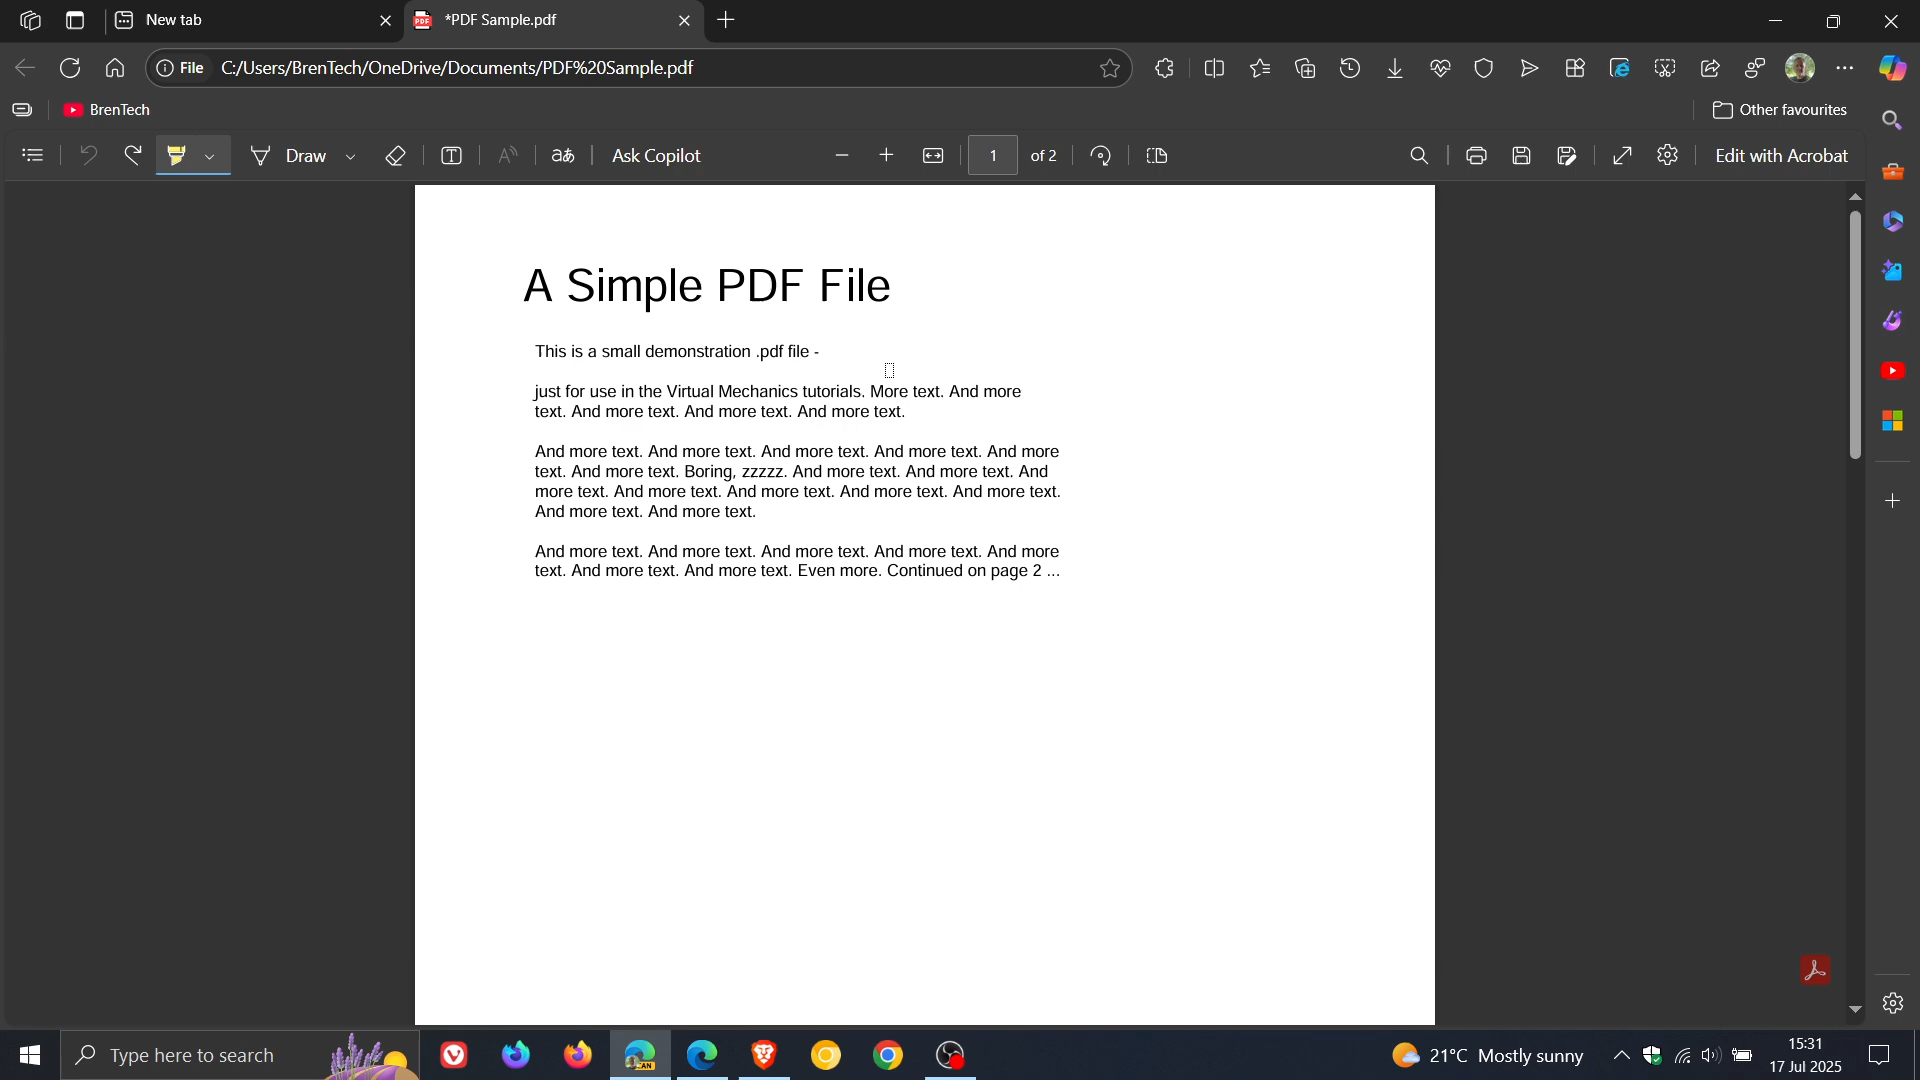 New tab
PDF
*PDF Sample.pdf
File
C:/Users/BrenTech/OneDrive/Documents/PDF%20Sample.pdf
BrenTech
Other favourites
Draw
aあ
Ask Copilot
1
of 2
Edit with Acrobat
A Simple PDF File
This is a small demonstration .pdf file -
just for use in the Virtual Mechanics tutorials. More text. And more
text. And more text. And more text. And more text.
And more text. And more text. And more text. And more text. And more
text. And more text. Boring, zzzzz. And more text. And more text. And
more text. And more text. And more text. And more text. And more text.
And more text. And more text.
And more text. And more text. And more text. And more text. And more
text. And more text. And more text. Even more. Continued on page 2 ...
Type here to search
CAN
21°C Mostly sunny
15:31
17 Jul 2025